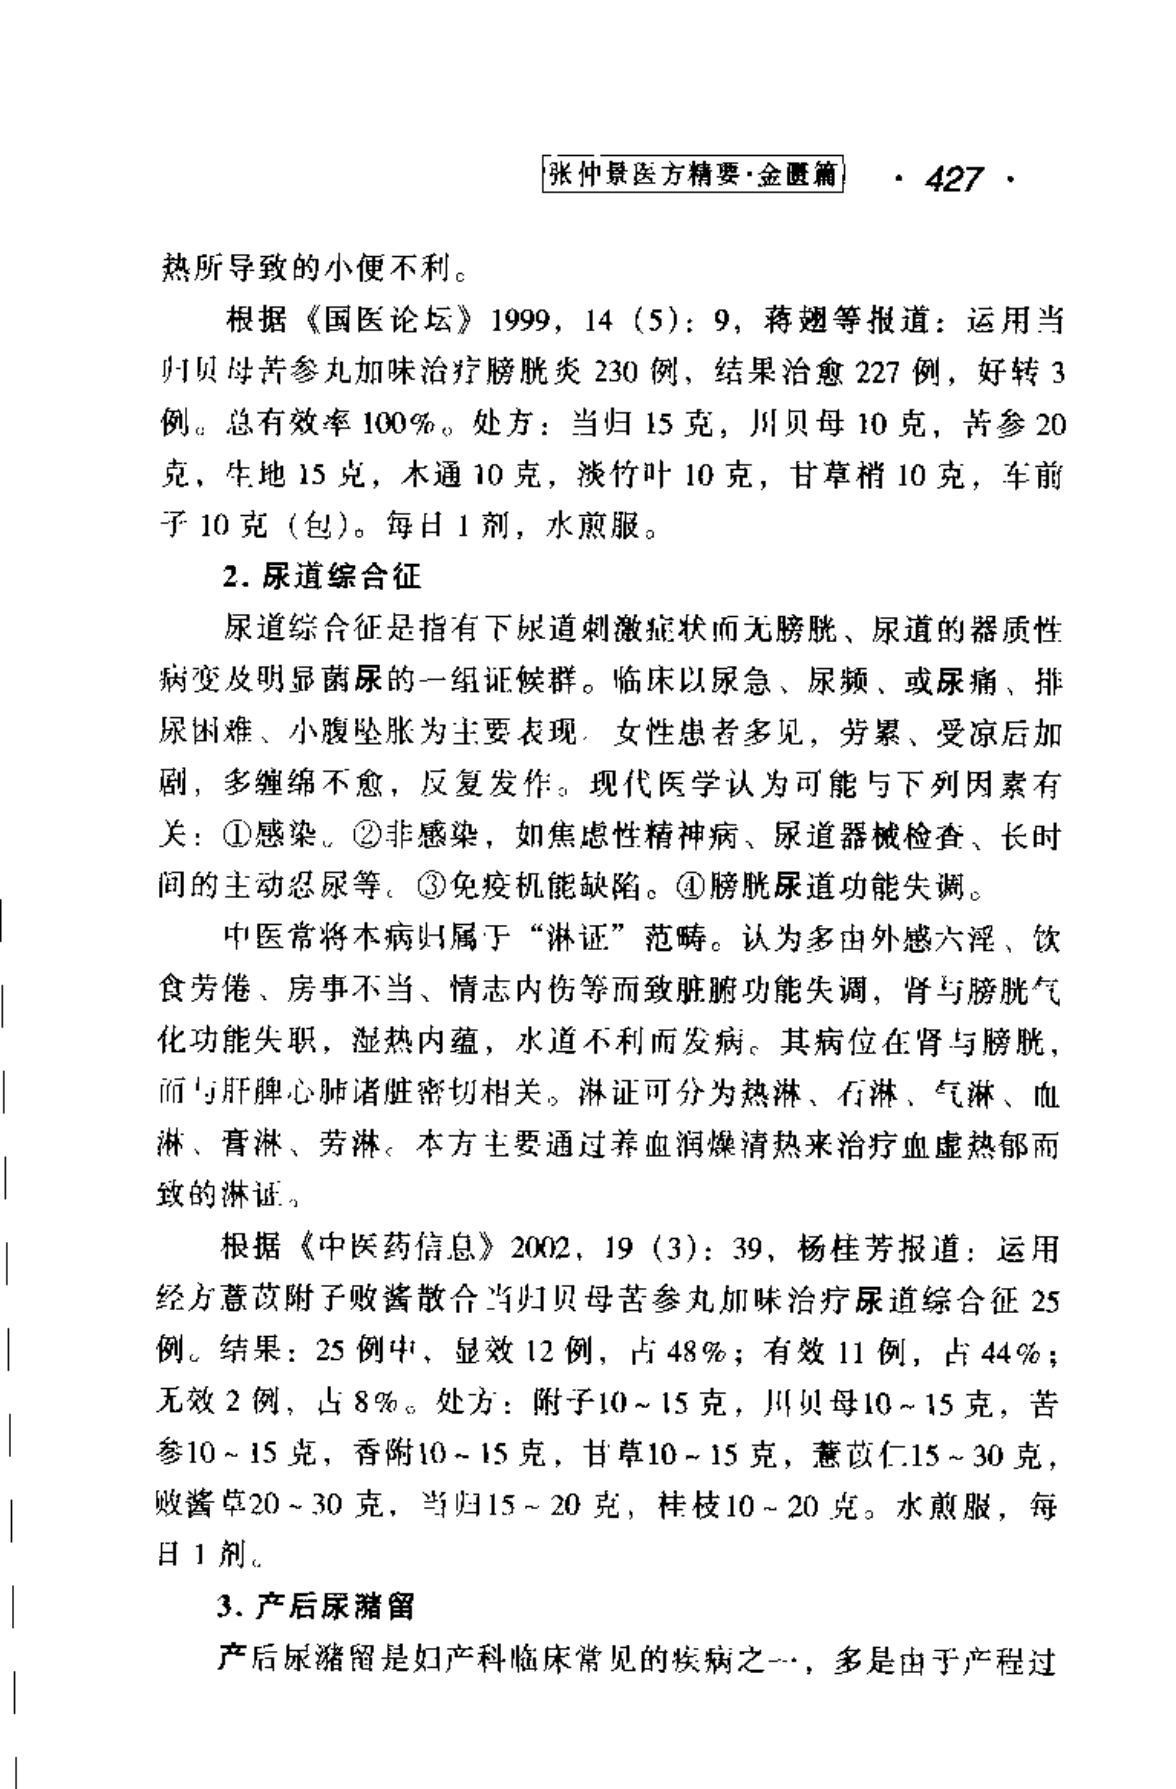 张仲景医方精要·金匮篇 · 427 ·
热所导致的小便不利。
根据《国医论坛》1999，14（5）：9，蒋翅等报道：运用当
归贝母苦参丸加味治疗膀胱炎 230 例，结果治愈 227 例，好转 3
例。总有效率 100%。处方：当归 15 克，川贝母 10 克，苦参 20
克，生地 15 克，木通 10 克，淡竹叶 10 克，甘草梢 10 克，车前
子 10 克（包）。每日 1 剂，水煎服。
2. 尿道综合征
尿道综合征是指有下尿道刺激症状而无膀胱、尿道的器质性
病变及明显菌尿的一组证候群。临床以尿急、尿频、或尿痛、排
尿困难、小腹坠胀为主要表现。女性患者多见，劳累、受凉后加
剧，多缠绵不愈，反复发作。现代医学认为可能与下列因素有
关：①感染。②非感染，如焦虑性精神病、尿道器械检查、长时
间的主动忍尿等。③免疫机能缺陷。④膀胱尿道功能失调。
中医常将本病归属于“淋证”范畴。认为多由外感六淫、饮
食劳倦、房事不当、情志内伤等而致脏腑功能失调，肾与膀胱气
化功能失职，湿热内蕴，水道不利而发病。其病位在肾与膀胱，
而与肝脾心肺诸脏密切相关。淋证可分为热淋、石淋、气淋、血
淋、膏淋、劳淋。本方主要通过养血润燥清热来治疗血虚热郁而
致的淋证。
根据《中医药信息》2002，19（3）：39，杨桂芳报道：运用
经方薏苡附子败酱散合当归贝母苦参丸加味治疗尿道综合征 25
例。结果：25 例中，显效 12 例，占 48%；有效 11 例，占 44%；
无效 2 例，占 8%。处方：附子10～15 克，川贝母10～15 克，苦
参10～15 克，香附10～15 克，甘草10～15 克，薏苡仁15～30 克，
败酱草20～30 克，当归15～20 克，桂枝10～20 克。水煎服，每
日 1 剂。
3. 产后尿潴留
产后尿潴留是妇产科临床常见的疾病之一，多是由于产程过